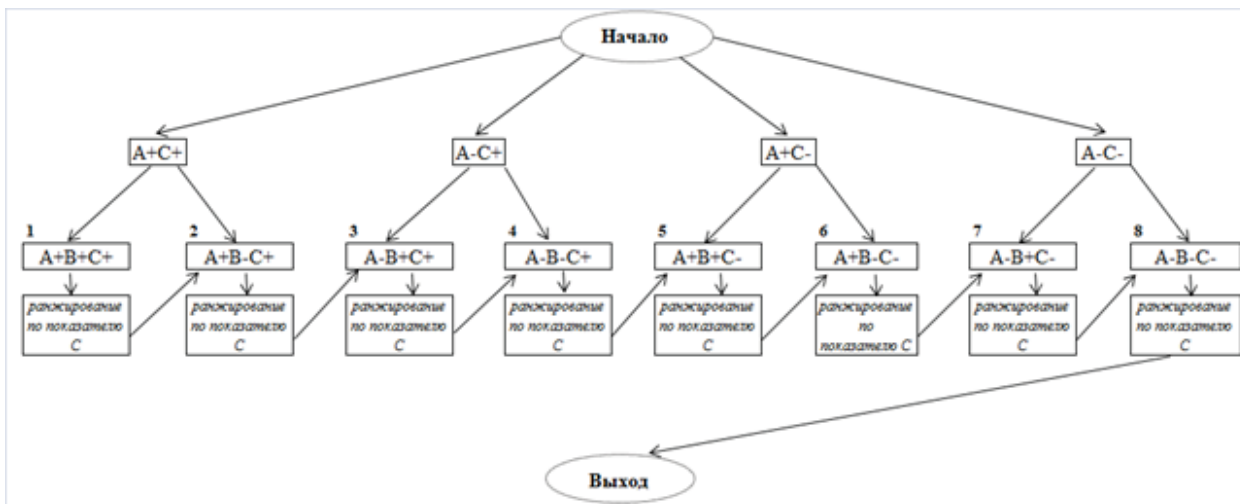 Начало
A+C+
A-C+
A+C-
A-C-
1
2
3
4
5
6
7
8
A+B+C+
A+B-C+
A-B+C+
A-B-C+
A+B+C-
A+B-C-
A-B+C-
A-B-C-
ранжирование
по показателю
C
ранжирование
по показателю
C
ранжирование
по показателю
C
ранжирование
по показателю
C
ранжирование
по показателю
C
ранжирование
по
показателю C
ранжирование
по показателю
C
ранжирование
по показателю
C
Выход